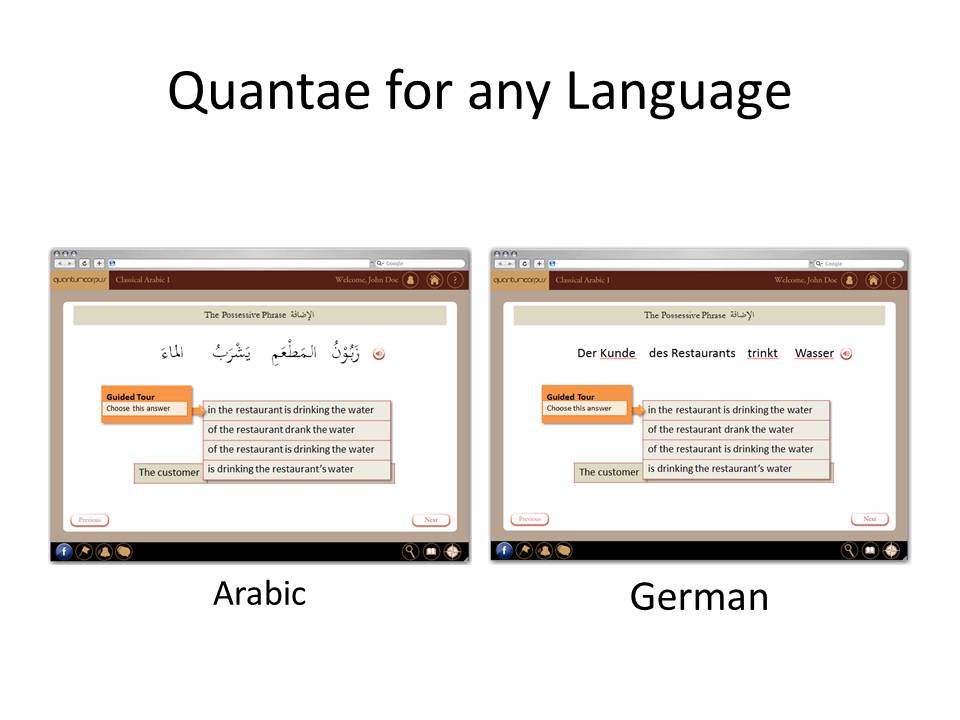 Quantae for any Language
Google
quantumcorpus
Classical Arabic I
Welcome, John Doe
?
The Possessive Phrase الإضافة
زَبُوْنُ المَطْعَمِ يَشْرَبُ الماءَ
Guided Tour
Choose this answer
in the restaurant is drinking the water
of the restaurant drank the water
of the restaurant is drinking the water
The customer
is drinking the restaurant's water
Previous
Next
f
Arabic
Google
quantumcorpus
Classical Arabic I
Welcome, John Doe
?
The Possessive Phrase الإضافة
Der Kunde des Restaurants trinkt Wasser
Guided Tour
Choose this answer
in the restaurant is drinking the water
of the restaurant drank the water
of the restaurant is drinking the water
The customer
is drinking the restaurant's water
Previous
Next
f
German